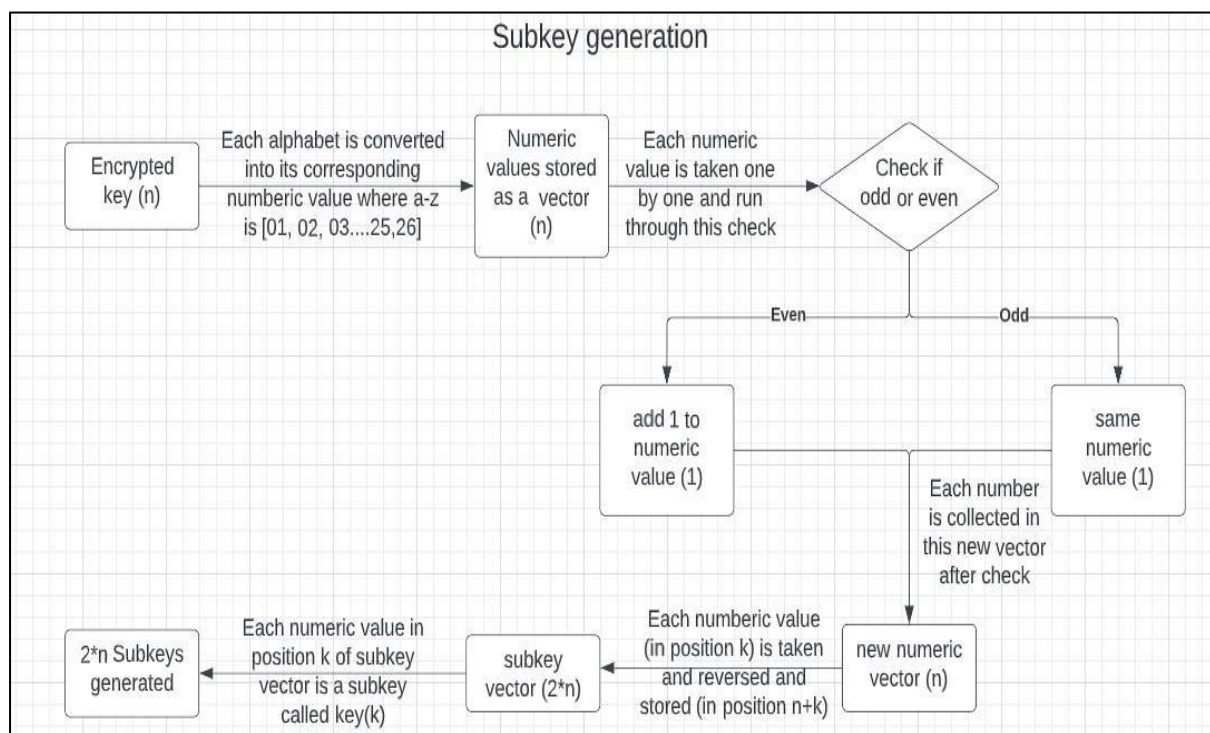 Subkey generation
Encrypted
key (n)
Each alphabet is converted
into its corresponding
numberic value where a-z
is [01, 02, 03....25,26]
Numeric
values stored
as a vector
(n)
Each numeric
value is taken one
by one and run
through this check
Check if
odd or even
Even
Odd
add 1 to
numeric
value (1)
same
numeric
value (1)
Each number
is collected in
this new vector
after check
new numeric
vector (n)
Each numberic value
(in position k) is taken
and reversed and
stored (in position n+k)
subkey
vector (2*n)
Each numeric value in
position k of subkey
vector is a subkey
called key(k)
2*n Subkeys
generated